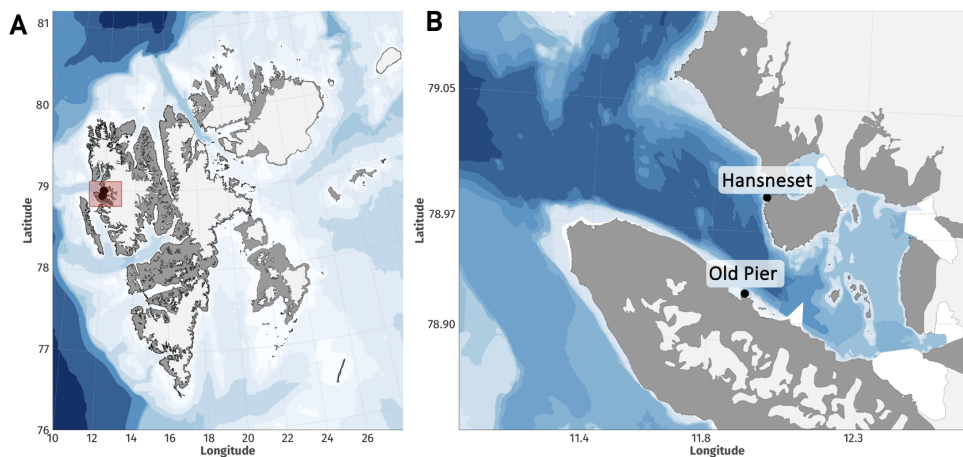 A
81
80
79
78
77
76
Latitude
10 12 14 16 18 20 22 24 26
Longitude
B
79.05
78.97
78.90
Latitude
Hansneset
Old Pier
11.4 11.8 12.3
Longitude